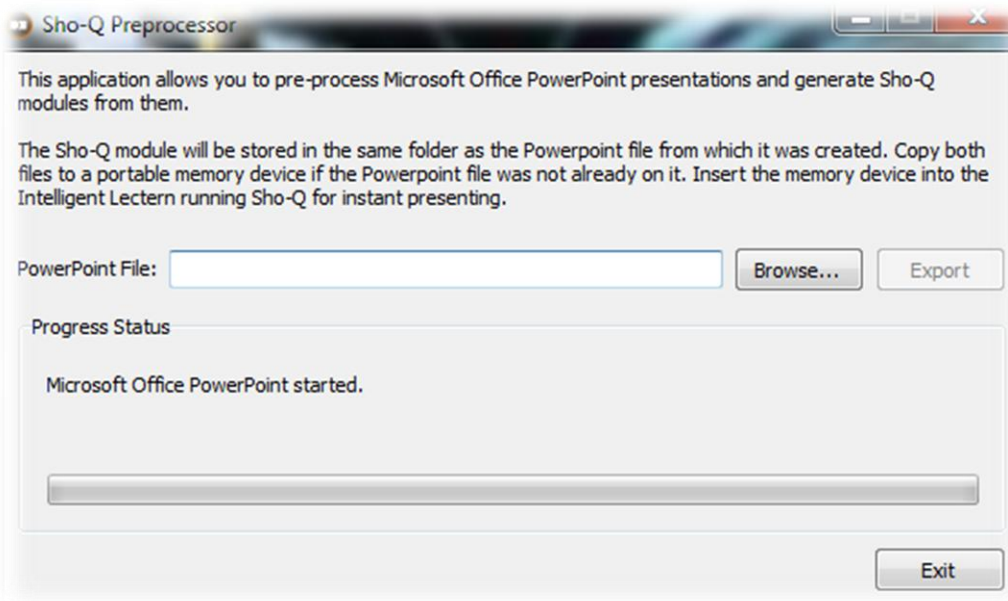 Sho-Q Preprocessor
This application allows you to pre-process Microsoft Office PowerPoint presentations and generate Sho-Q
modules from them.
The Sho-Q module will be stored in the same folder as the Powerpoint file from which it was created. Copy both
files to a portable memory device if the Powerpoint file was not already on it. Insert the memory device into the
Intelligent Lectern running Sho-Q for instant presenting.
PowerPoint File: Browse... Export
Progress Status
Microsoft Office PowerPoint started.
Exit